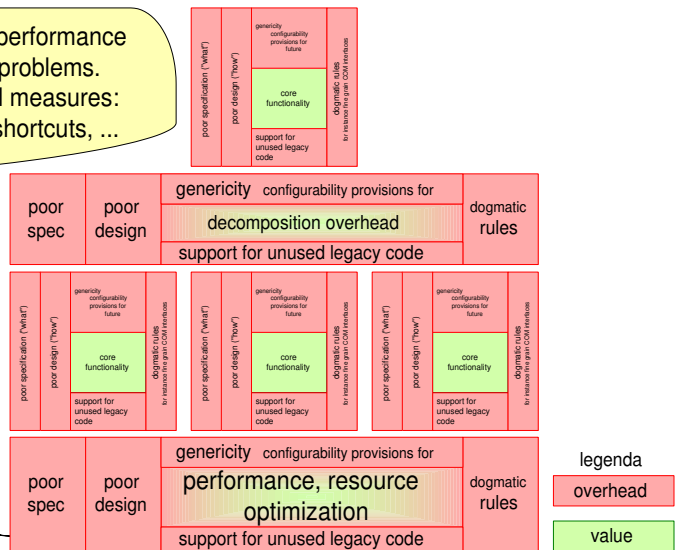 performance
problems.
measures:
shortcuts, ...
poor specification ("what")
poor design ("how")
genericity
configurability
provisions for
future
core
functionality
support for
unused legacy
code
dogmatic rules
for instance fine grain COM interfaces
poor
spec
poor
design
genericity configurability provisions for
decomposition overhead
support for unused legacy code
dogmatic
rules
poor specification ("what")
poor design ("how")
genericity
configurability
provisions for
future
core
functionality
support for
unused legacy
code
dogmatic rules
for instance fine grain COM interfaces
poor specification ("what")
poor design ("how")
genericity
configurability
provisions for
future
core
functionality
support for
unused legacy
code
dogmatic rules
for instance fine grain COM interfaces
poor specification ("what")
poor design ("how")
genericity
configurability
provisions for
future
core
functionality
support for
unused legacy
code
dogmatic rules
for instance fine grain COM interfaces
poor
spec
poor
design
genericity configurability provisions for
performance, resource
optimization
support for unused legacy code
dogmatic
rules
legenda
overhead
value